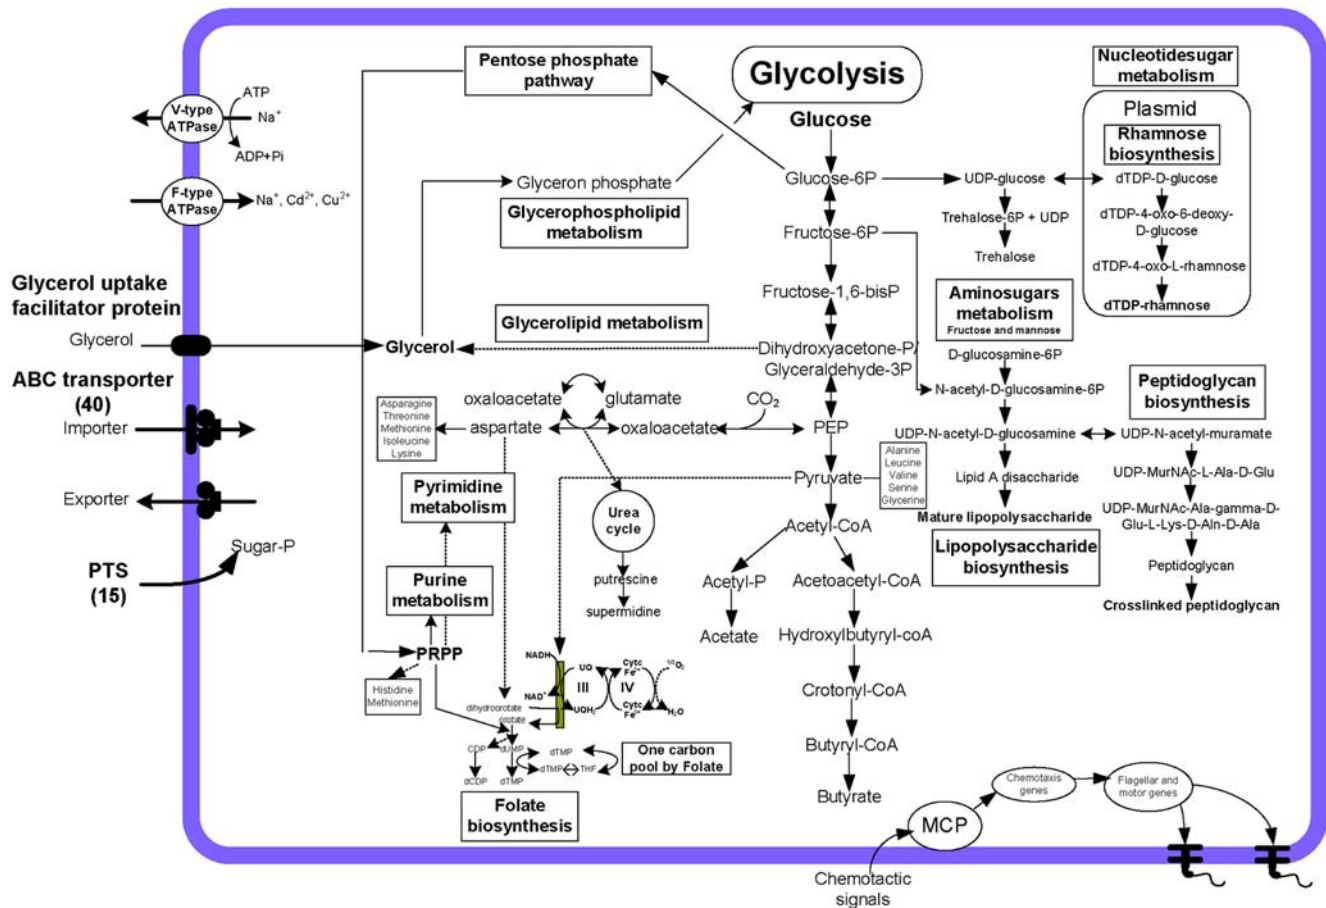 Pentose phosphate
pathway
Glycolysis
Glucose
Nucleotidesugar
metabolism
Plasmid
Rhamnose
biosynthesis
V-type
ATPase
ATP
Na⁺
ADP+Pi
F-type
ATPase
Na⁺, Cd²⁺, Cu²⁺
Glyceron phosphate
Glycerophospholipid
metabolism
Glucose-6P
UDP-glucose
dTDP-D-glucose
Trehalose-6P + UDP
Trehalose
dTDP-4-oxo-6-deoxy-
D-glucose
dTDP-4-oxo-L-rhamnose
dTDP-rhamnose
Fructose-6P
Fructose-1,6-bisP
Aminosugars
metabolism
Fructose and mannose
Glycerol uptake
facilitator protein
Glycerol
Glycerol
Glycerolipid metabolism
Dihydroxyacetone-P/
Glyceraldehyde-3P
D-glucosamine-6P
N-acetyl-D-glucosamine-6P
Peptidoglycan
biosynthesis
ABC transporter
(40)
Importer
Exporter
Asparagine
Threonine
Methionine
Isoleucine
Lysine
oxaloacetate
glutamate
aspartate
oxaloacetate
CO₂
PEP
UDP-N-acetyl-D-glucosamine
UDP-N-acetyl-muramate
Pyruvate
Alanine
Leucine
Valine
Serine
Glycerine
Lipid A disaccharide
UDP-MurNAc-L-Ala-D-Glu
Mature lipopolysaccharide
UDP-MurNAc-Ala-gamma-D-
Glu-L-Lys-D-Aln-D-Ala
Lipopolysaccharide
biosynthesis
Peptidoglycan
Crosslinked peptidoglycan
Pyrimidine
metabolism
Urea
cycle
putrescine
supermidine
Acetyl-CoA
Acetyl-P
Acetate
Acetoacetyl-CoA
Hydroxylbutyryl-coA
Crotonyl-CoA
Butyryl-CoA
Butyrate
PTS
(15)
Sugar-P
Purine
metabolism
PRPP
Histidine
Methionine
NADH
NAD⁺
UQ
UQH₂
III
Cytc
Fe²⁺
IV
Cytc
Fe³⁺
½O₂
H₂O
dihydroorotate
orotate
CDP
dUMP
dTMP
dCDP
dTMP
dTMP
THF
One carbon
pool by Folate
Folate
biosynthesis
Chemotaxis
genes
Flagellar and
motor genes
MCP
Chemotactic
signals